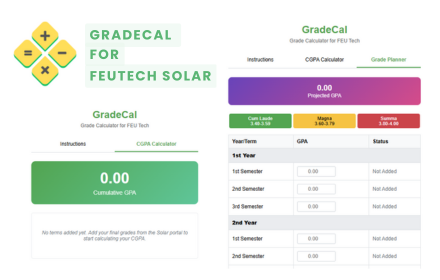 GRADECAL
FOR
FEUTECH SOLAR
GradeCal
Grade Calculator for FEU Tech
Instructions
CGPA Calculator
0.00
Cumulative GPA
No terms added yet. Add your final grades from the Solar portal to
start calculating your CGPA.
GradeCal
Grade Calculator for FEU Tech
Instructions
CGPA Calculator
Grade Planner
0.00
Projected GPA
Cum Laude
3.46-3.59
Magna
3.60-3.79
Summa
3.80-4.00
Year/Term GPA Status
1st Year
1st Semester 0.00 Not Added
2nd Semester 0.00 Not Added
3rd Semester 0.00 Not Added
2nd Year
1st Semester 0.00 Not Added
2nd Semester 0.00 Not Added